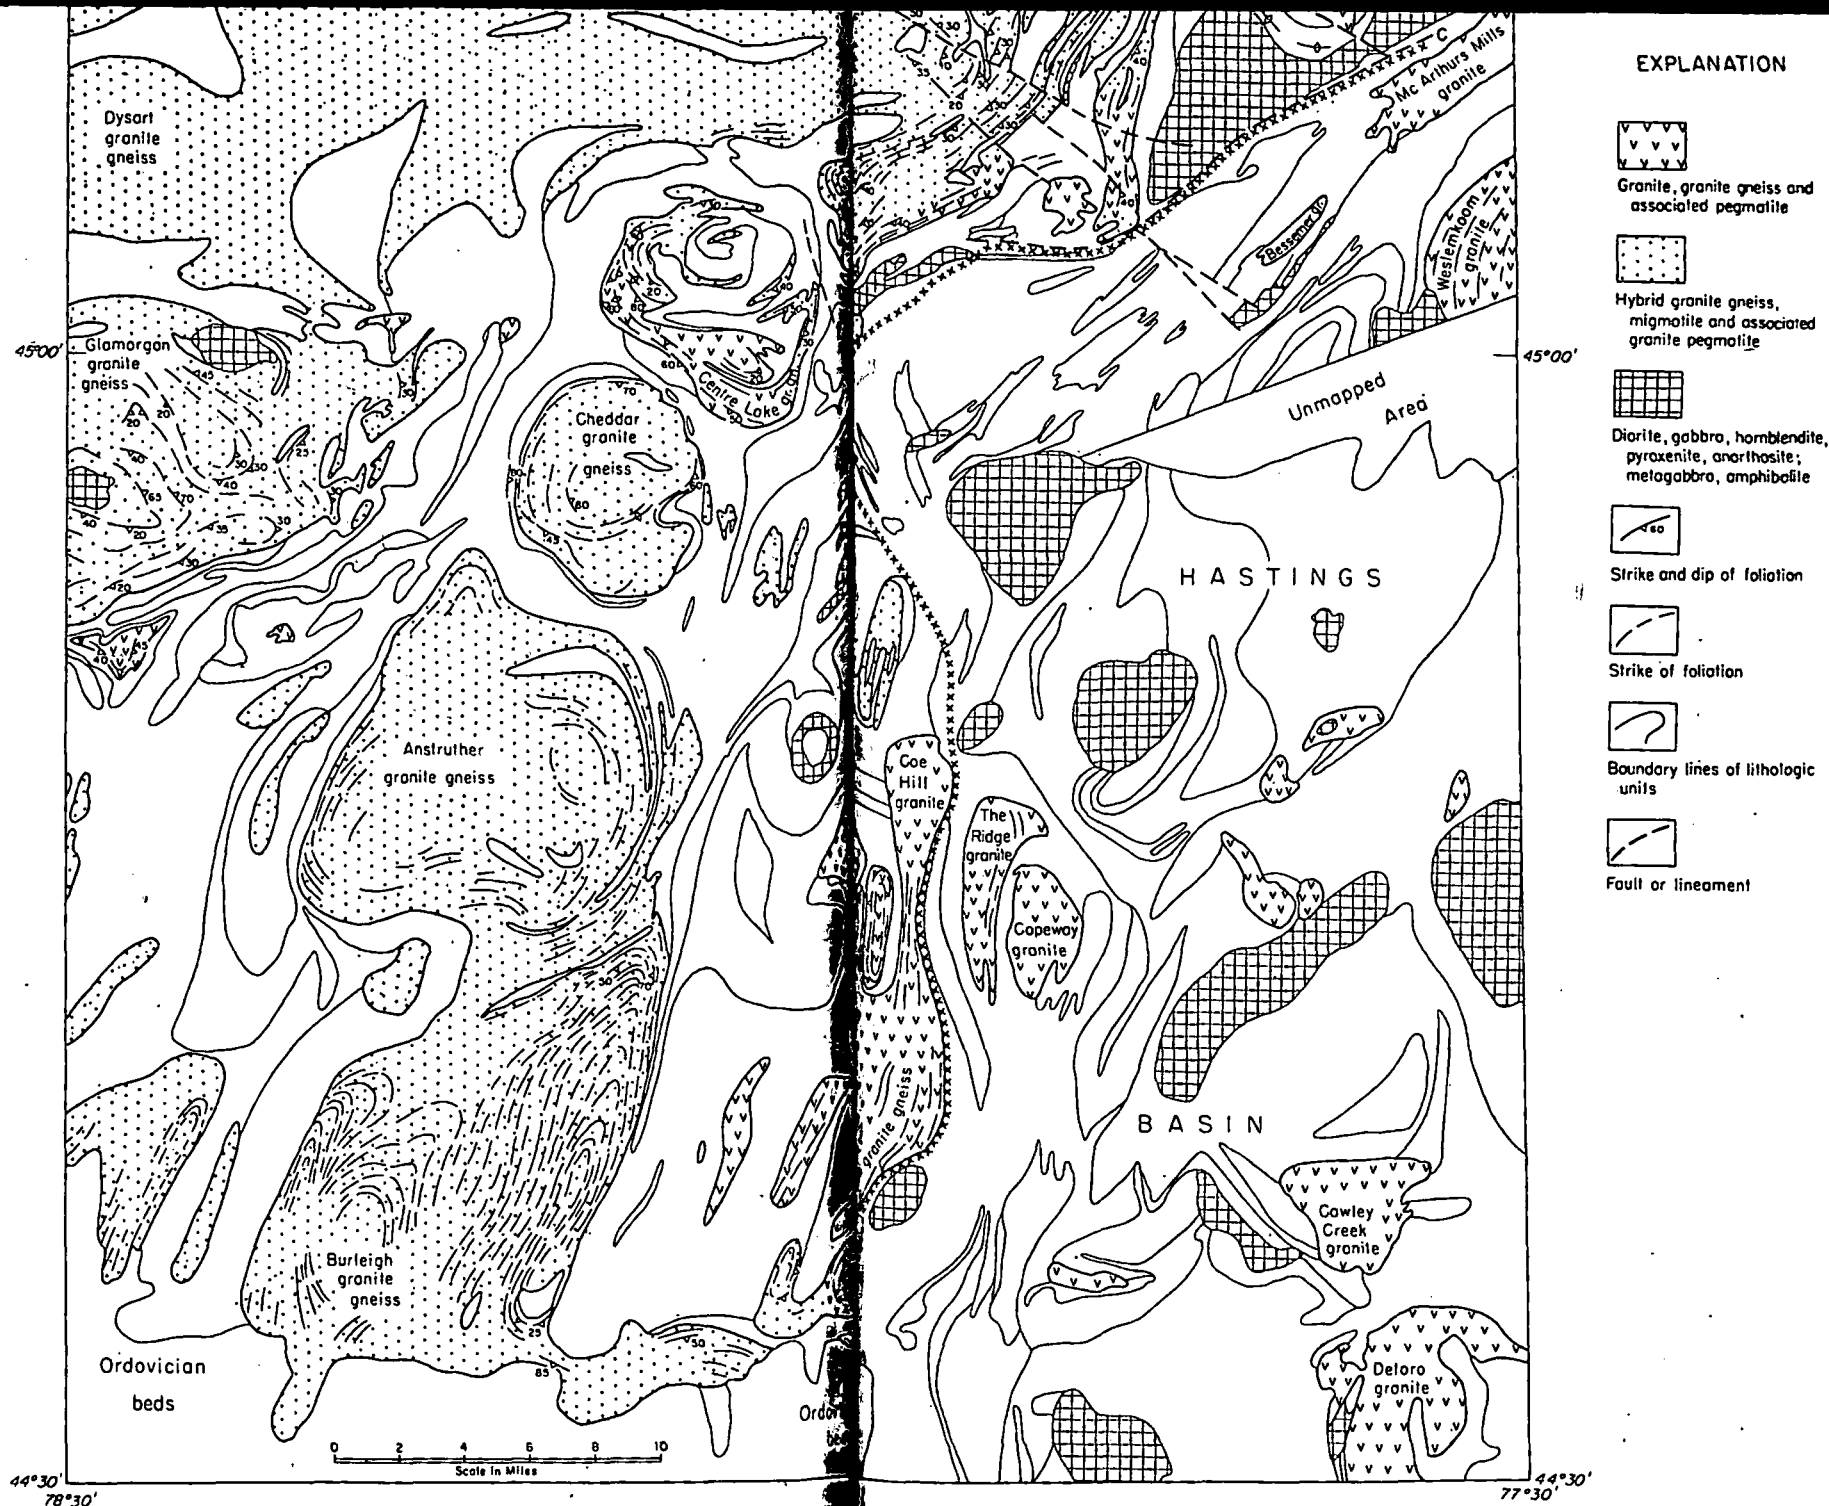 EXPLANATION
Granite, granite gneiss and
associated pegmatite
Hybrid granite gneiss,
migmatite and associated
granite pegmatite
Diorite, gabbro, hornblendite,
pyroxenite, anorthosite;
metagabbro, amphibolite
60
Strike and dip of foliation
Strike of foliation
Boundary lines of lithologic
units
Fault or lineament
Dysart
granite
gneiss
C
Mc Arthurs Mills
granite
Weslemkoom
granite
Bessemer gr.
45°00'
45°00'
Glamorgan
granite
gneiss
Centre Lake gr. gn.
Cheddar
granite
gneiss
Unmapped
Area
HASTINGS
Anstruther
granite gneiss
Coe
Hill
granite
The
Ridge
granite
Copeway
granite
granite gneiss
BASIN
Cawley
Creek
granite
Burleigh
granite
gneiss
Deloro
granite
Ordovician
beds
0 2 4 6 8 10
Scale in Miles
44°30'
78°30'
44°30'
77°30'